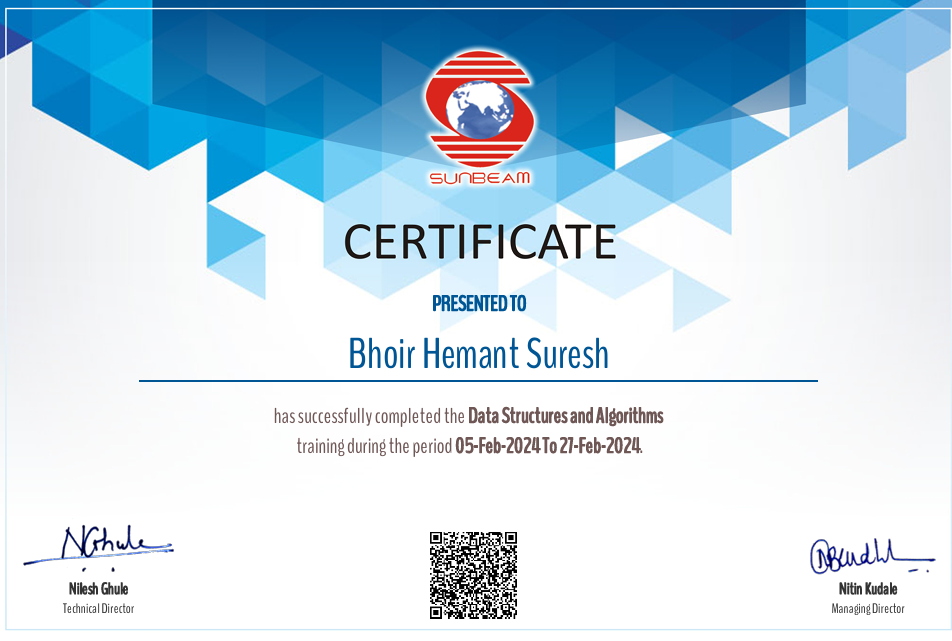 SUNBEAM
CERTIFICATE
PRESENTED TO
Bhoir Hemant Suresh
has successfully completed the Data Structures and Algorithms
training during the period 05-Feb-2024 To 27-Feb-2024.
NGhule
Nilesh Ghule
Technical Director
Nitin Kudale
Managing Director